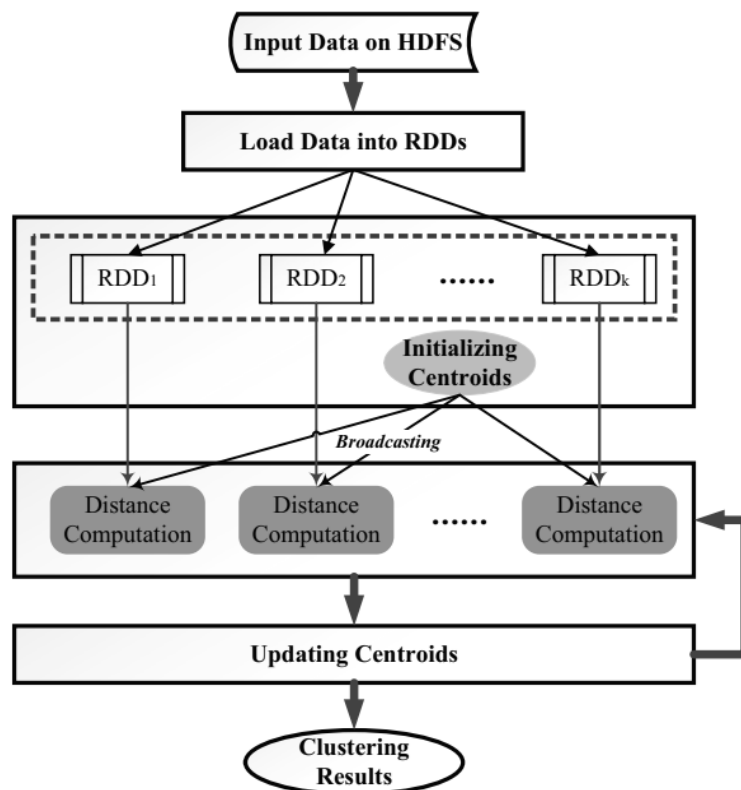 Input Data on HDFS
Load Data into RDDs
RDD1
RDD2
......
RDDk
Initializing
Centroids
Broadcasting
Distance
Computation
Distance
Computation
......
Distance
Computation
Updating Centroids
Clustering
Results